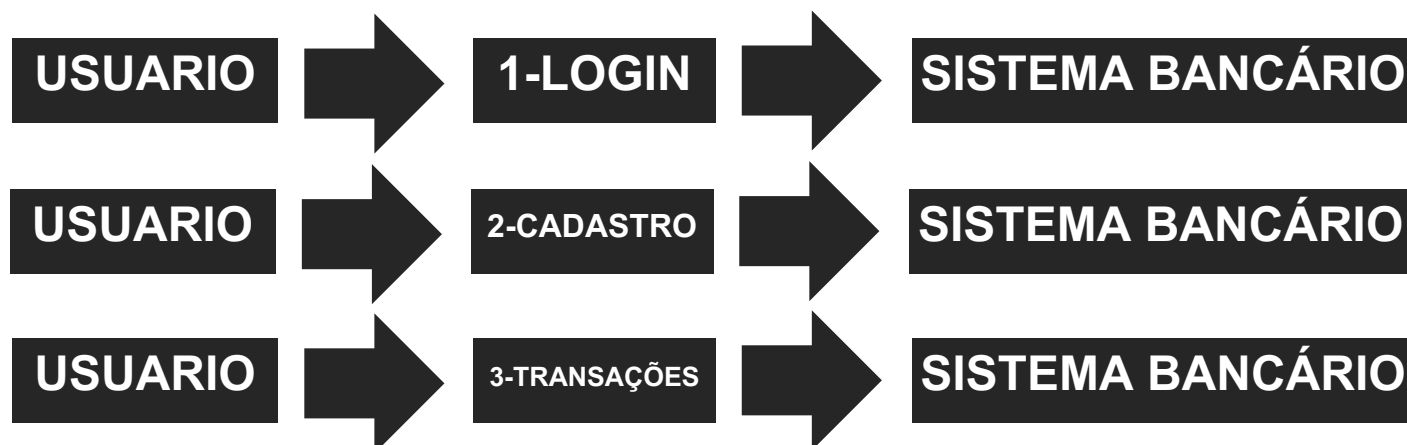 USUARIO 1-LOGIN SISTEMA BANCÁRIO
USUARIO 2-CADASTRO SISTEMA BANCÁRIO
USUARIO 3-TRANSAÇÕES SISTEMA BANCÁRIO